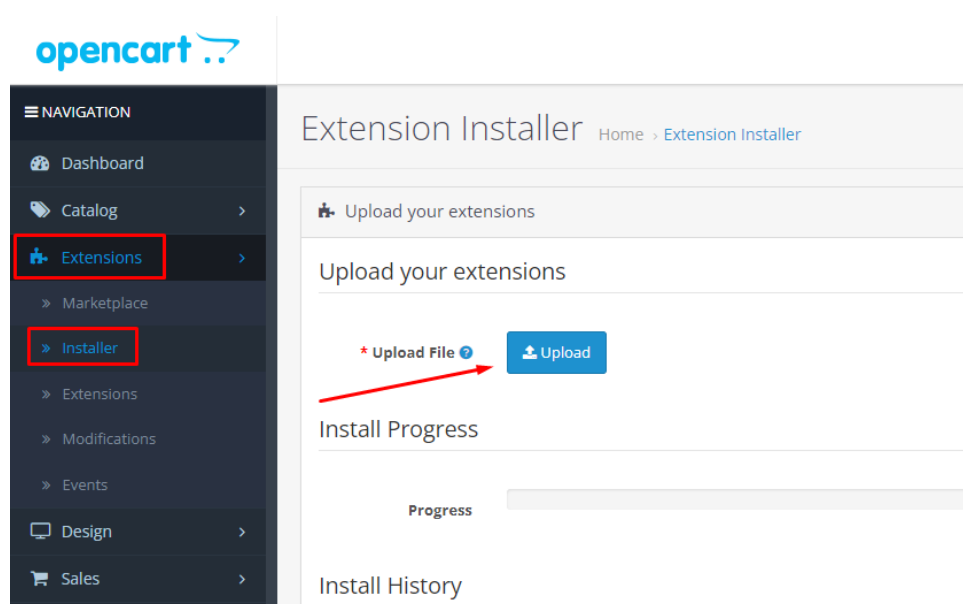 opencart
NAVIGATION
Dashboard
Catalog
Extensions
Marketplace
Installer
Extensions
Modifications
Events
Design
Sales
Extension Installer Home › Extension Installer
Upload your extensions
Upload your extensions
* Upload File Upload
Install Progress
Progress
Install History